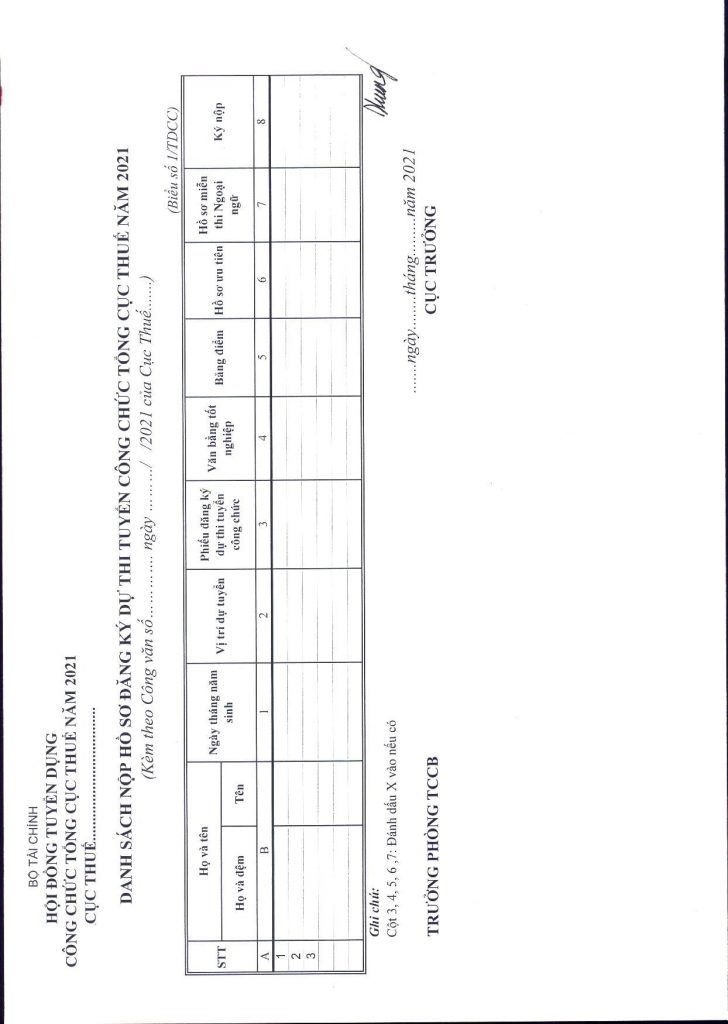 BỘ TÀI CHÍNH
HỘI ĐỒNG TUYỂN DỤNG
CÔNG CHỨC TỔNG CỤC THUẾ NĂM 2021
CỤC THUẾ...................................
DANH SÁCH NỘP HỒ SƠ ĐĂNG KÝ DỰ THI TUYỂN CÔNG CHỨC TỔNG CỤC THUẾ NĂM 2021
(Kèm theo Công văn số………… ngày ……../ /2021 của Cục Thuế.......)
(Biểu số 1/TDCC)
STT
Họ và tên
Họ và đệm
Tên
Ngày tháng năm
sinh
Vị trí dự tuyển
Phiếu đăng ký
dự thi tuyển
công chức
Văn bằng tốt
nghiệp
Bảng điểm
Hồ sơ ưu tiên
Hồ sơ miễn
thi Ngoại
ngữ
Ký nộp
A B 1 2 3 4 5 6 7 8
1
2
3
Ghi chú:
Cột 3, 4, 5, 6 ,7: Đánh dấu X vào nếu có
.......ngày........tháng.........năm 2021
TRƯỞNG PHÒNG TCCB
CỤC TRƯỞNG